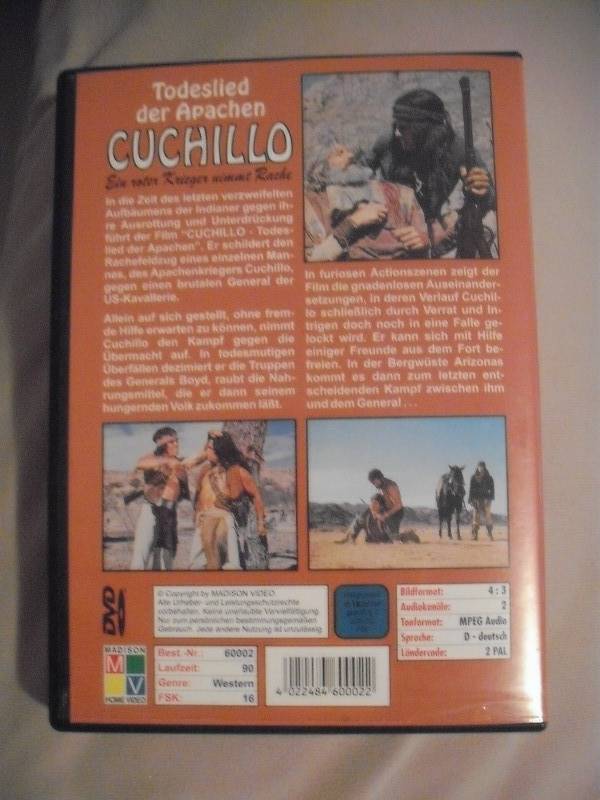 Todeslied
der Apachen
CUCHILLO
Ein roter Krieger nimmt Rache
In die Zeit des letzten verzweifelten
Aufbäumens der Indianer gegen ih-
re Ausrottung und Unterdrückung
führt der Film "CUCHILLO - Todes-
lied der Apachen". Er schildert den
Rachefeldzug eines einzelnen Man-
nes, des Apachenkriegers Cuchillo,
gegen einen brutalen General der
US-Kavallerie.
Allein auf sich gestellt, ohne frem-
de Hilfe erwarten zu können, nimmt
Cuchillo den Kampf gegen die
Übermacht auf. In todesmutigen
Überfällen dezimiert er die Truppen
des Generals Boyd, raubt die Nah-
rungsmittel, die er dann seinem
hungernden Volk zukommen läßt.
In furiosen Actionszenen zeigt der
Film die gnadenlosen Auseinander-
setzungen, in deren Verlauf Cuchil-
lo schließlich durch Verrat und In-
trigen doch noch in eine Falle ge-
lockt wird. Er kann sich mit Hilfe
einiger Freunde aus dem Fort be-
freien. In der Bergwüste Arizonas
kommt es dann zum letzten ent-
scheidenden Kampf zwischen ihm
und dem General . . .
DVD
© Copyright by MADISON VIDEO.
Alle Urheber- und Leistungsschutzrechte
vorbehalten. Keine unerlaubte Vervielfältigung.
Nur zum persönlichen bestimmungsgemäßen
Gebrauch. Jede andere Nutzung ist unzulässig.
Bildformat: 4 : 3
Audiokanäle: 2
Tonformat: MPEG Audio
Sprache: D - deutsch
Ländercode: 2 PAL
MADISON
M V
HOME VIDEO
Best.-Nr.: 60002
Laufzeit: 90
Genre: Western
FSK: 16
4 022484 600022